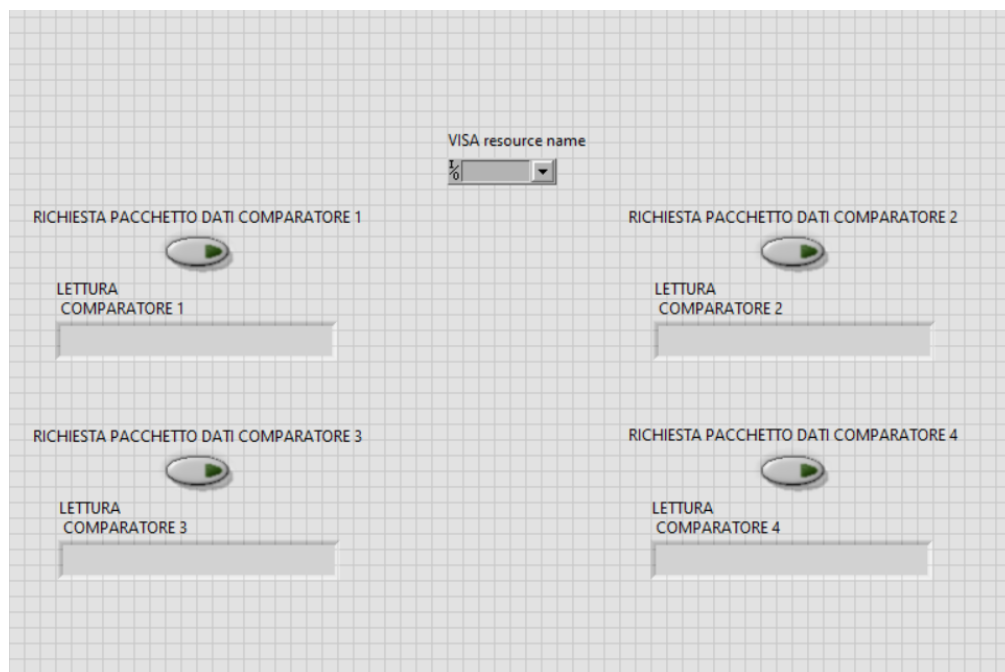 VISA resource name
I/O
RICHIESTA PACCHETTO DATI COMPARATORE 1
RICHIESTA PACCHETTO DATI COMPARATORE 2
LETTURA
COMPARATORE 1
LETTURA
COMPARATORE 2
RICHIESTA PACCHETTO DATI COMPARATORE 3
RICHIESTA PACCHETTO DATI COMPARATORE 4
LETTURA
COMPARATORE 3
LETTURA
COMPARATORE 4